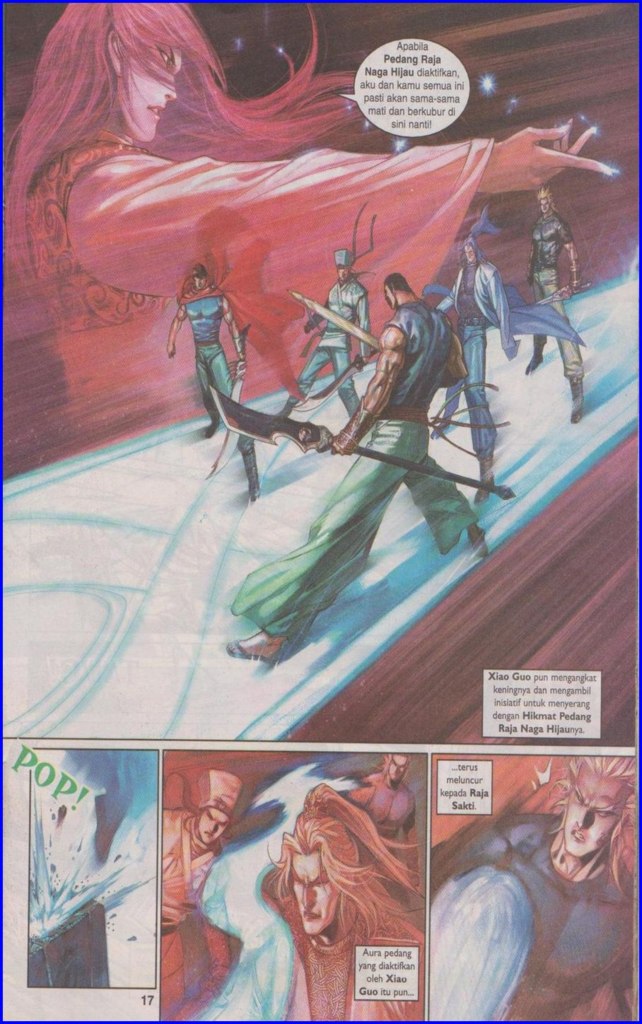 Apabila
Pedang Raja
Naga Hijau diaktifkan,
aku dan kamu semua ini
pasti akan sama-sama
mati dan berkubur di
sini nanti!
Xiao Guo pun mengangkat
keningnya dan mengambil
inisiatif untuk menyerang
dengan Hikmat Pedang
Raja Naga Hijaunya.
POP!
Aura pedang
yang diaktifkan
oleh Xiao
Guo itu pun...
...terus
meluncur
kepada Raja
Sakti.
17